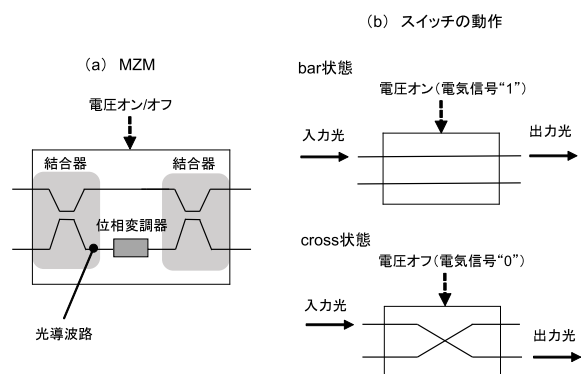 (a) MZM
電圧オン/オフ
結合器
結合器
位相変調器
光導波路
(b) スイッチの動作
bar状態
電圧オン(電気信号“1”)
入力光
出力光
cross状態
電圧オフ(電気信号“0”)
入力光
出力光